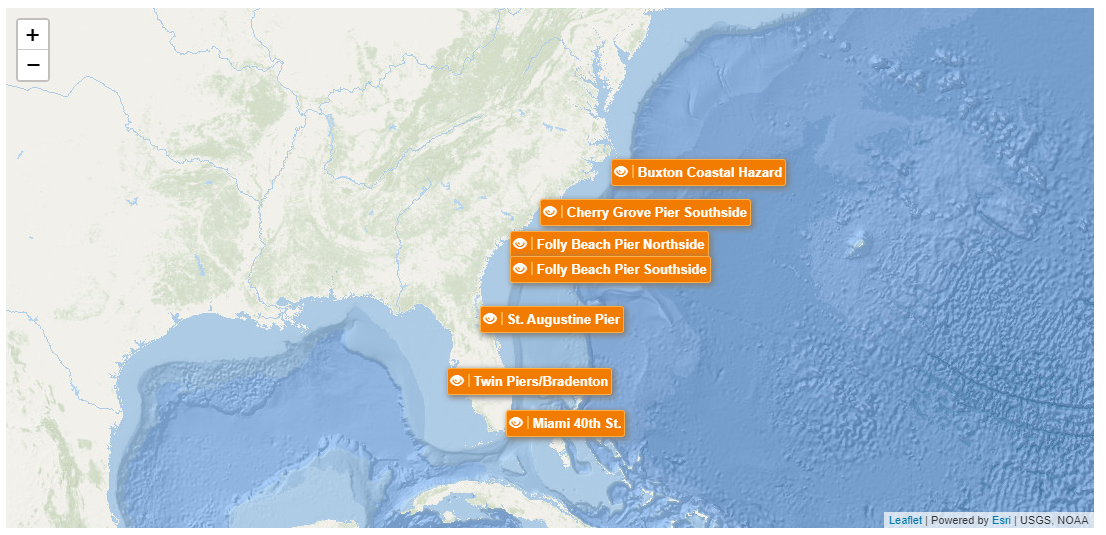 +
−
Buxton Coastal Hazard
Cherry Grove Pier Southside
Folly Beach Pier Northside
Folly Beach Pier Southside
St. Augustine Pier
Twin Piers/Bradenton
Miami 40th St.
Leaflet | Powered by Esri | USGS, NOAA